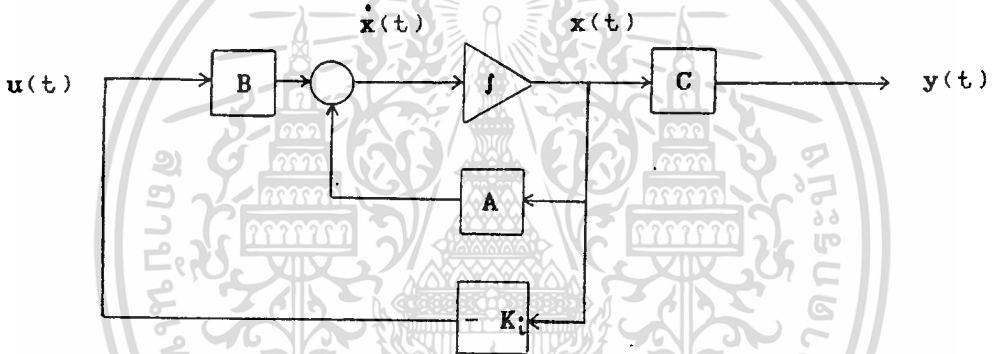 ẋ(t) x(t)
u(t) B ∫ C y(t)
A
- Kᵢ